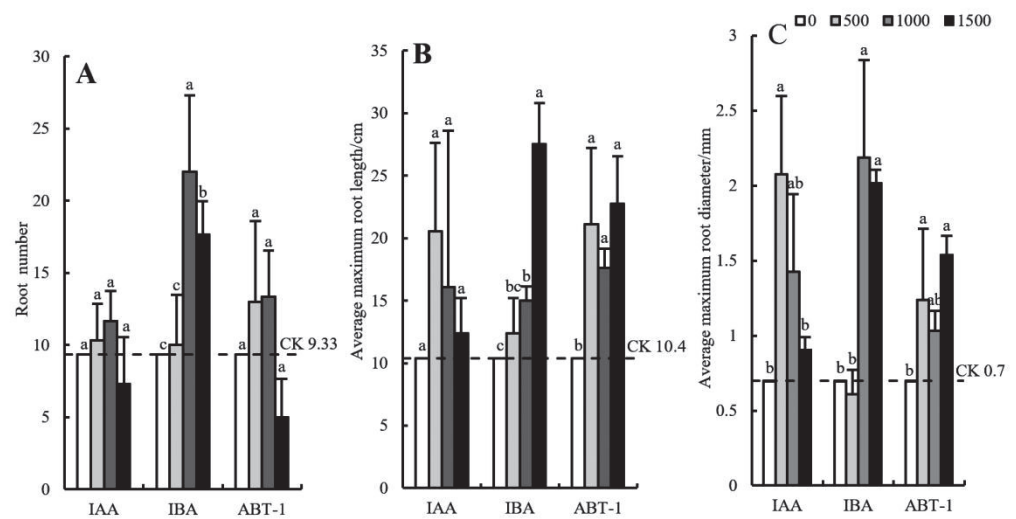 C
0 500 1000 1500
A
Root number
30
25
20
15
10
5
0
a a a a
c c a b
a a a a
CK 9.33
IAA IBA ABT-1
B
Average maximum root length/cm
35
30
25
20
15
10
5
0
a a a a
c bc b a
b a a a
CK 10.4
IAA IBA ABT-1
Average maximum root diameter/mm
3
2.5
2
1.5
1
0.5
0
b a ab b
b b a a
b a ab a
CK 0.7
IAA IBA ABT-1